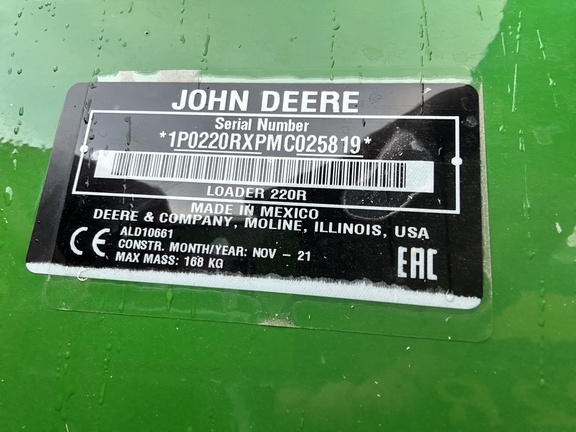 JOHN DEERE
Serial Number
*1P0220RXPMC025819*
LOADER 220R
MADE IN MEXICO
DEERE & COMPANY, MOLINE, ILLINOIS, USA
ALD10661
CE CONSTR. MONTH/YEAR: NOV - 21
MAX MASS: 168 KG
EAC